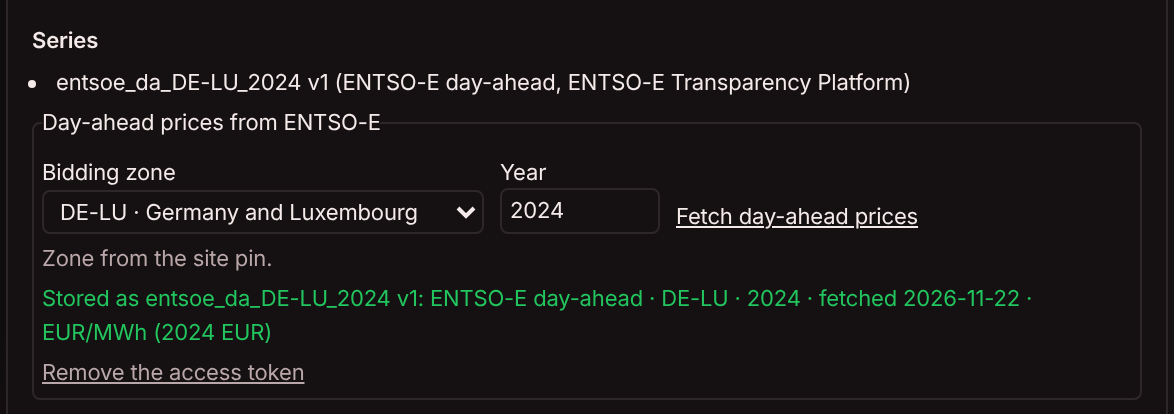 Series
• entsoe_da_DE-LU_2024 v1 (ENTSO-E day-ahead, ENTSO-E Transparency Platform)
Day-ahead prices from ENTSO-E
Bidding zone
Year
DE-LU · Germany and Luxembourg
2024
Fetch day-ahead prices
Zone from the site pin.
Stored as entsoe_da_DE-LU_2024 v1: ENTSO-E day-ahead · DE-LU · 2024 · fetched 2026-11-22 ·
EUR/MWh (2024 EUR)
Remove the access token